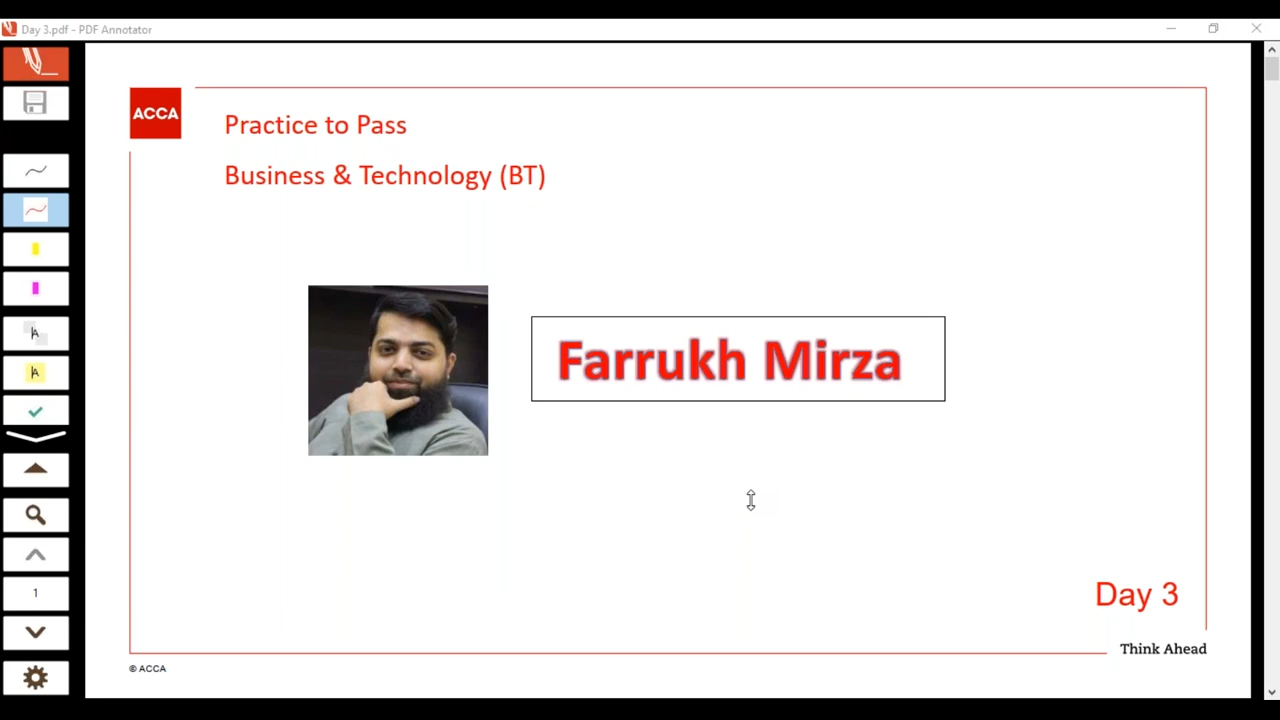 Day 3.pdf - PDF Annotator
ACCA
Practice to Pass
Business & Technology (BT)
Farrukh Mirza
A
A
1
Day 3
Think Ahead
© ACCA